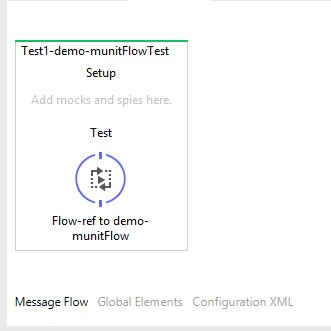 Test1-demo-munitFlowTest
Setup
Add mocks and spies here.
Test
Flow-ref to demo-
munitFlow
Message Flow Global Elements Configuration XML